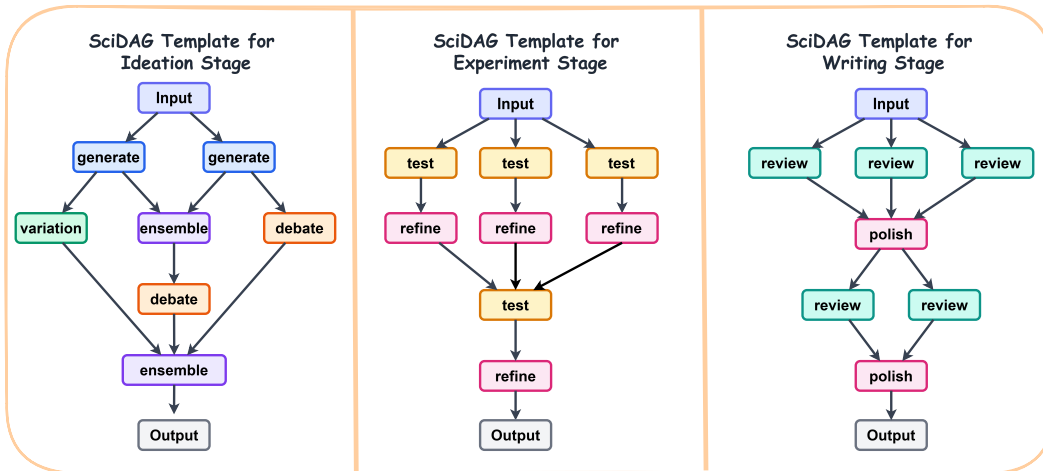 SciDAG Template for
Ideation Stage
Input
generate
generate
variation
ensemble
debate
debate
ensemble
Output
SciDAG Template for
Experiment Stage
Input
test
test
test
refine
refine
refine
test
refine
Output
SciDAG Template for
Writing Stage
Input
review
review
review
polish
review
review
polish
Output